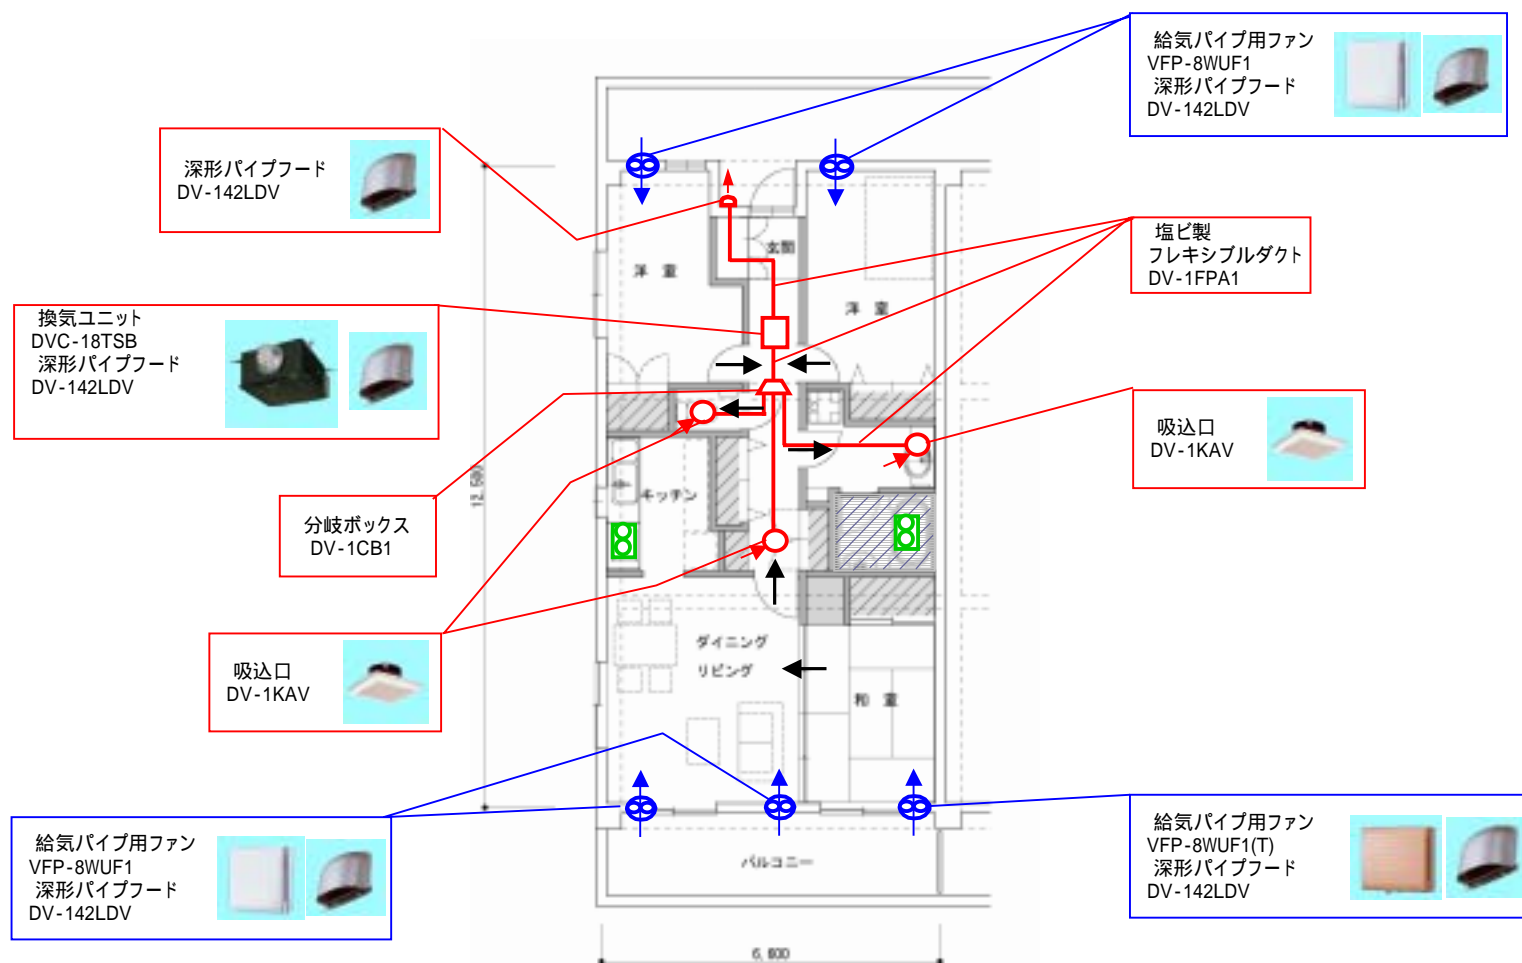 給気パイプ用ファン
VFP-8WUF1
深形パイプフード
DV-142LDV
深形パイプフード
DV-142LDV
塩ビ製
フレキシブルダクト
DV-1FPA1
玄関
洋 室
洋 室
換気ユニット
DVC-18TSB
深形パイプフード
DV-142LDV
吸込口
DV-1KAV
キッチン
分岐ボックス
DV-1CB1
吸込口
DV-1KAV
ダイニング
リビング
和 室
給気パイプ用ファン
VFP-8WUF1
深形パイプフード
DV-142LDV
バルコニー
給気パイプ用ファン
VFP-8WUF1(T)
深形パイプフード
DV-142LDV